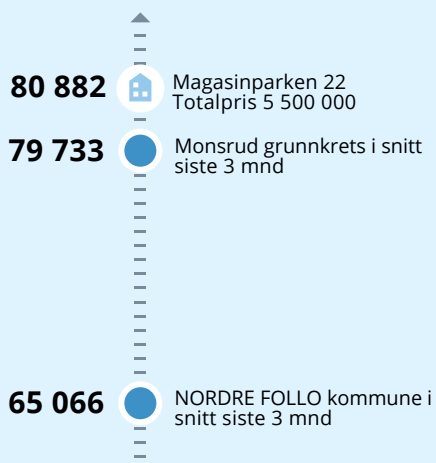 80 882
Magasinparken 22
Totalpris 5 500 000
79 733
Monsrud grunnkrets i snitt
siste 3 mnd
65 066
NORDRE FOLLO kommune i
snitt siste 3 mnd